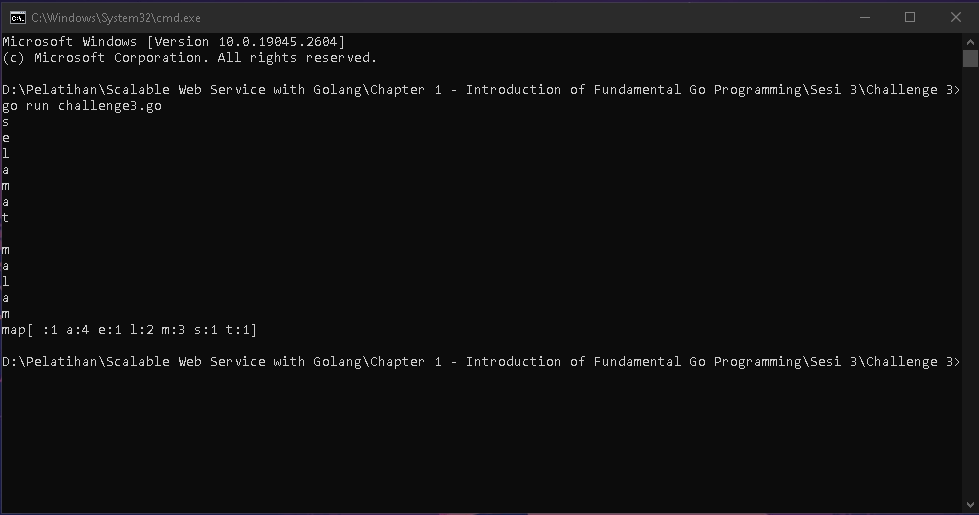 C:\Windows\System32\cmd.exe
Microsoft Windows [Version 10.0.19045.2604]
(c) Microsoft Corporation. All rights reserved.
D:\Pelatihan\Scalable Web Service with Golang\Chapter 1 - Introduction of Fundamental Go Programming\Sesi 3\Challenge 3>
go run challenge3.go
s
e
l
a
m
a
t

m
a
l
a
m
map[ :1 a:4 e:1 l:2 m:3 s:1 t:1]
D:\Pelatihan\Scalable Web Service with Golang\Chapter 1 - Introduction of Fundamental Go Programming\Sesi 3\Challenge 3>